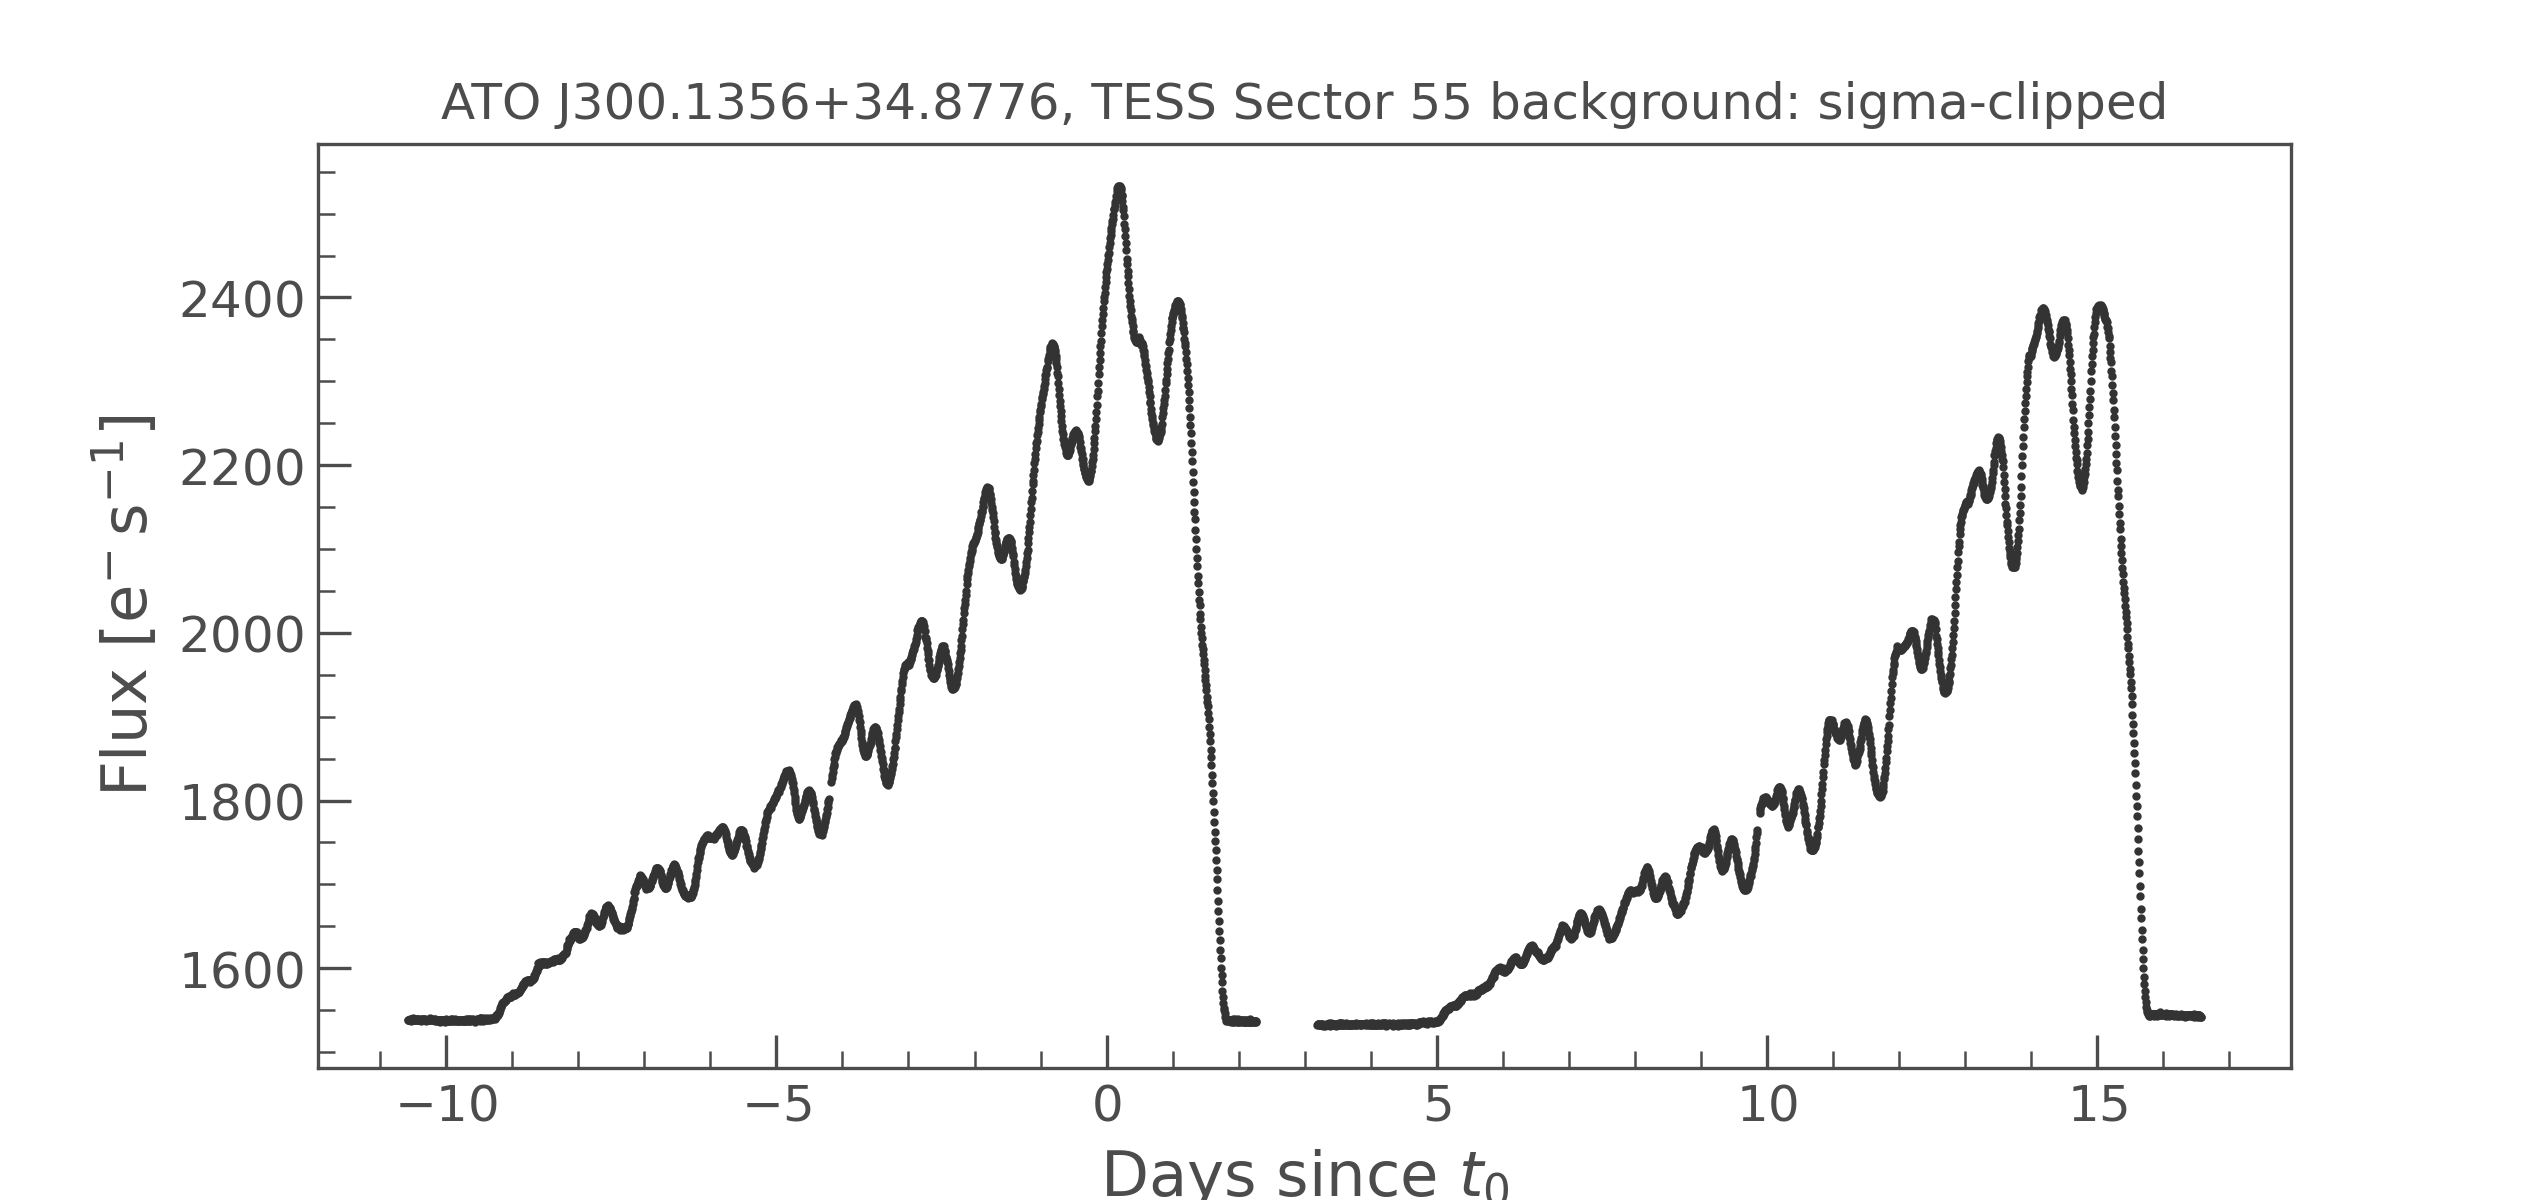 ATO J300.1356+34.8776, TESS Sector 55 background: sigma-clipped
Flux [e⁻ s⁻¹]
2400
2200
2000
1800
1600
−10 −5 0 5 10 15
Days since t₀